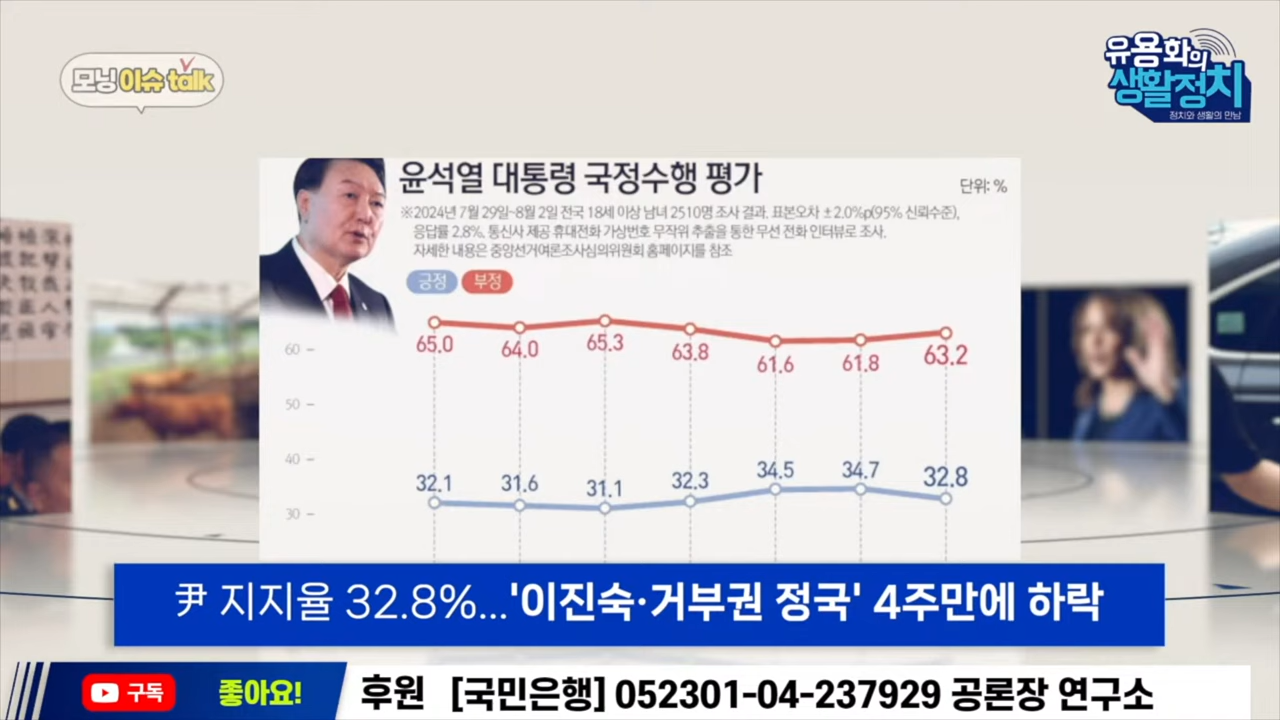 모닝이슈talk
유용화의
생활정치
정치와 생활의 만남
윤석열 대통령 국정수행 평가
단위: %
※2024년 7월 29일~8월 2일 전국 18세 이상 남녀 2510명 조사 결과. 표본오차 ±2.0%p(95% 신뢰수준),
응답률 2.8%. 통신사 제공 휴대전화 가상번호 무작위 추출을 통한 무선 전화 인터뷰로 조사.
자세한 내용은 중앙선거여론조사심의위원회 홈페이지를 참조
긍정 부정
60
65.0 64.0 65.3 63.8 61.6 61.8 63.2
50
40
32.1 31.6 31.1 32.3 34.5 34.7 32.8
30
尹 지지율 32.8%...'이진숙·거부권 정국' 4주만에 하락
구독 좋아요! 후원 [국민은행] 052301-04-237929 공론장 연구소